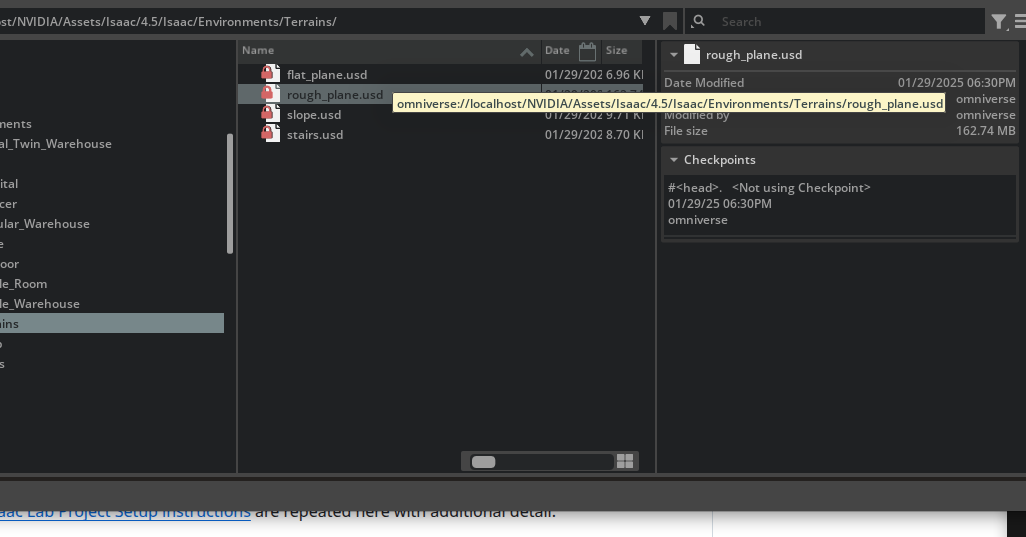 st/NVIDIA/Assets/Isaac/4.5/Isaac/Environments/Terrains/
Search
ments
al_Twin_Warehouse
ital
cer
ular_Warehouse
e
oor
le_Room
le_Warehouse
ains
o
s
Name Date Size
flat_plane.usd 01/29/202 6.96 KI
rough_plane.usd
slope.usd 01/29/202 9.71 KI
stairs.usd 01/29/202 8.70 KI
omniverse://localhost/NVIDIA/Assets/Isaac/4.5/Isaac/Environments/Terrains/rough_plane.usd
rough_plane.usd
Date Modified 01/29/2025 06:30PM
omniverse
Modified by omniverse
File size 162.74 MB
Checkpoints
#<head>. <Not using Checkpoint>
01/29/25 06:30PM
omniverse
aac Lab Project Setup Instructions are repeated here with additional detail.